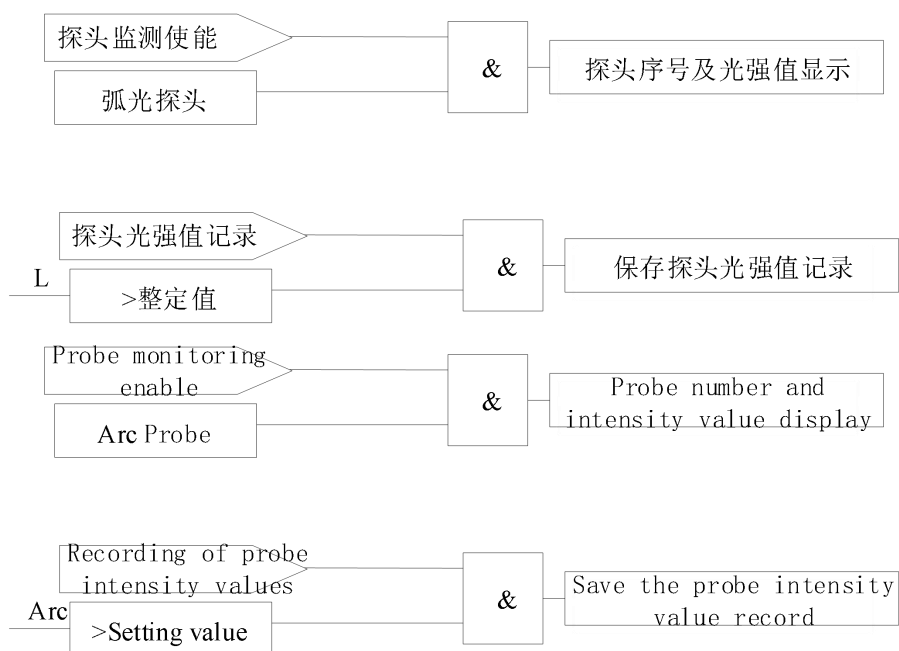 探头监测使能
&
探头序号及光强值显示
弧光探头
探头光强值记录
&
保存探头光强值记录
L
>整定值
Probe monitoring
enable
&
Probe number and
intensity value display
Arc Probe
Recording of probe
intensity values
&
Save the probe intensity
value record
Arc
>Setting value